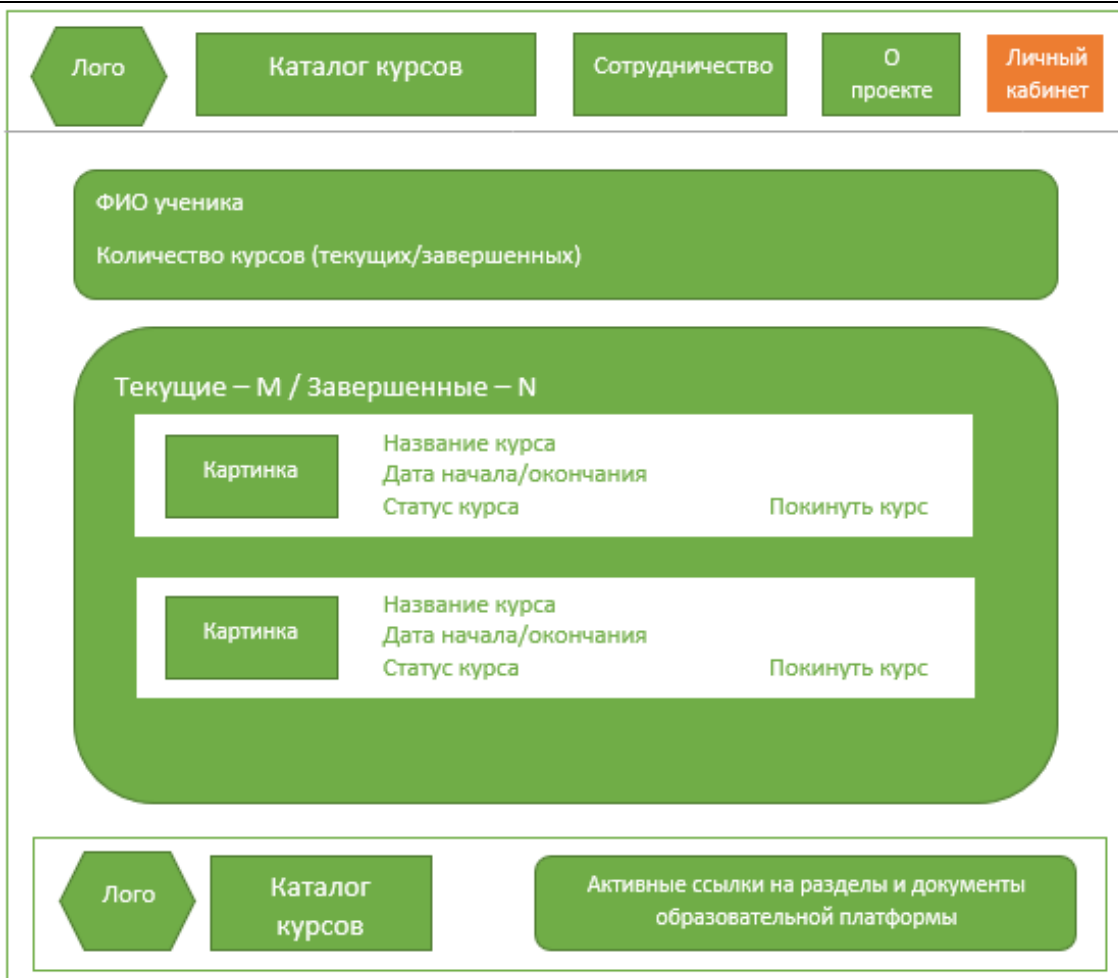 Лого
Каталог курсов
Сотрудничество
О
проекте
Личный
кабинет
ФИО ученика
Количество курсов (текущих/завершенных)
Текущие – M / Завершенные – N
Картинка
Название курса
Дата начала/окончания
Статус курса
Покинуть курс
Картинка
Название курса
Дата начала/окончания
Статус курса
Покинуть курс
Лого
Каталог
курсов
Активные ссылки на разделы и документы
образовательной платформы